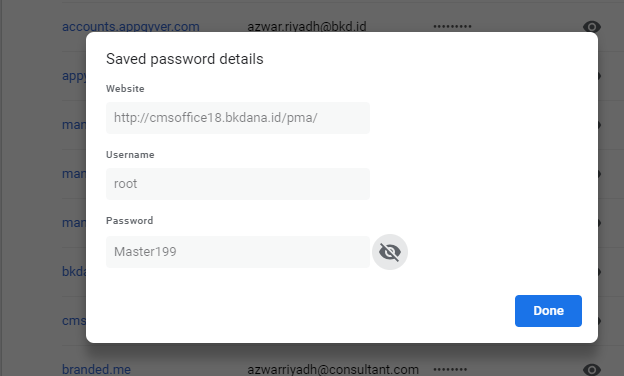 accounts.appgyver.com azwar.riyadh@bkd.id •••••••••
Saved password details
Website
http://cmsoffice18.bkdana.id/pma/
Username
root
Password
Master199
Done
man
man
man
bkda
cms
branded.me azwarriyadh@consultant.com ••••••••